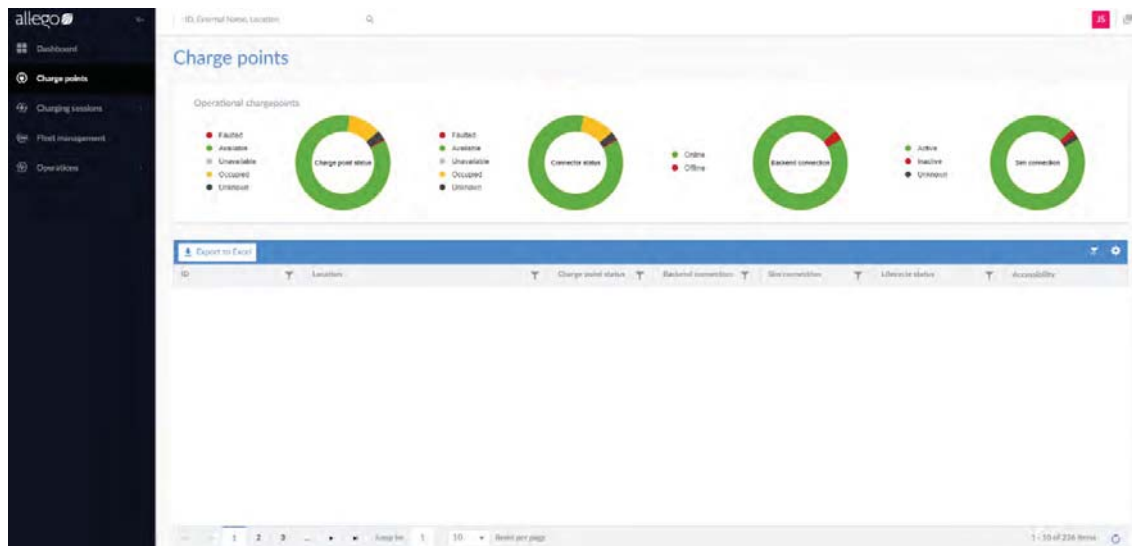 allego
ID, External Name, Location
JS
Dashboard
Charge points
Charging sessions
Fleet management
Operations
Charge points
Operational chargepoints
Faulted
Available
Unavailable
Occupied
Unknown
Charge point status
Faulted
Available
Unavailable
Occupied
Unknown
Connector status
Online
Offline
Backend connection
Active
Inactive
Unknown
Sim connection
Export to Excel
ID
Location
Charge point status
Backend connection
Sim connection
Lifecycle status
Accessibility
1 2 3 ... Jump to: 1 10 Items per page
1 - 10 of 226 items